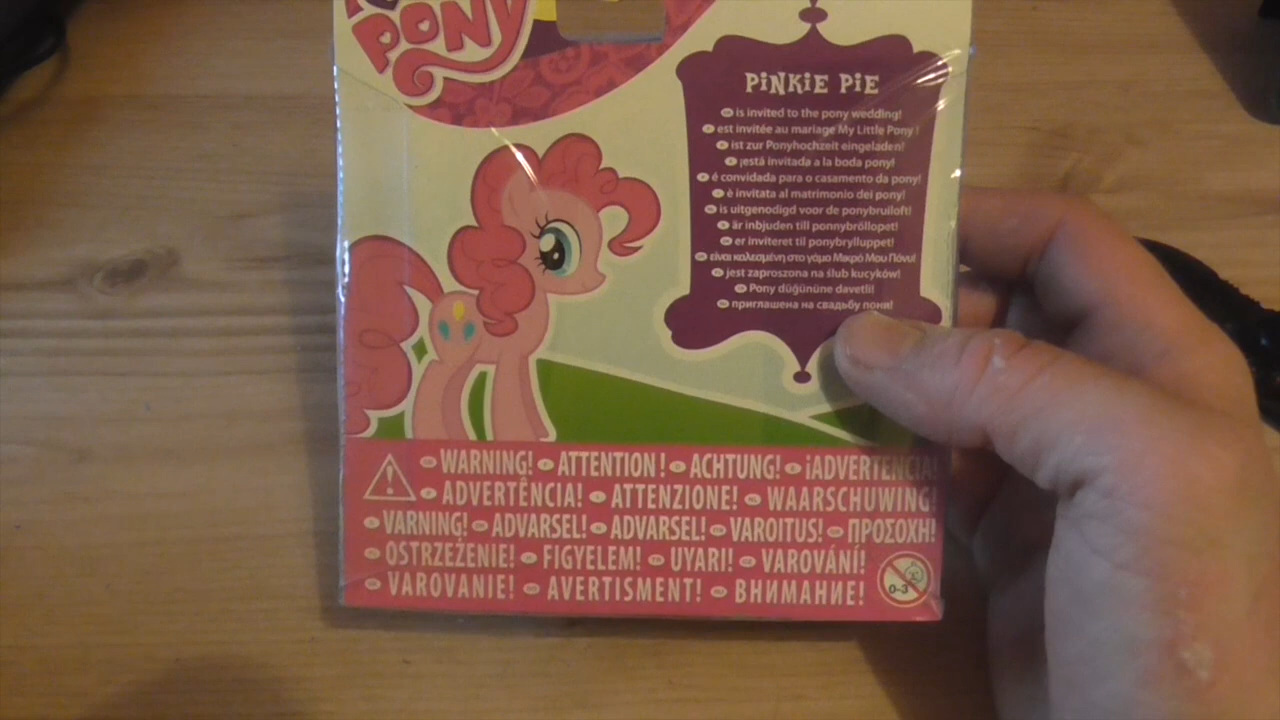 PONY
PiNKiE PiE
is invited to the pony wedding!
est invitée au mariage My Little Pony !
ist zur Ponyhochzeit eingeladen!
¡está invitada a la boda pony!
é convidada para o casamento da pony!
è invitata al matrimonio dei pony!
is uitgenodigd voor de ponybruiloft!
är inbjuden till ponnybröllopet!
er inviteret til ponybrylluppet!
είναι καλεσμένη στο γάμο Μικρό Μου Πόνυ!
jest zaproszona na ślub kucyków!
Pony düğününe davetli!
приглашена на свадьбу пони!
WARNING! ATTENTION ! ACHTUNG! ¡ADVERTENCIA!
ADVERTÊNCIA! ATTENZIONE! WAARSCHUWING!
VARNING! ADVARSEL! ADVARSEL! VAROITUS! ΠΡΟΣΟΧΗ!
OSTRZEŻENIE! FIGYELEM! UYARI! VAROVÁNÍ!
VAROVANIE! AVERTISMENT! ВНИМАНИЕ!
0-3